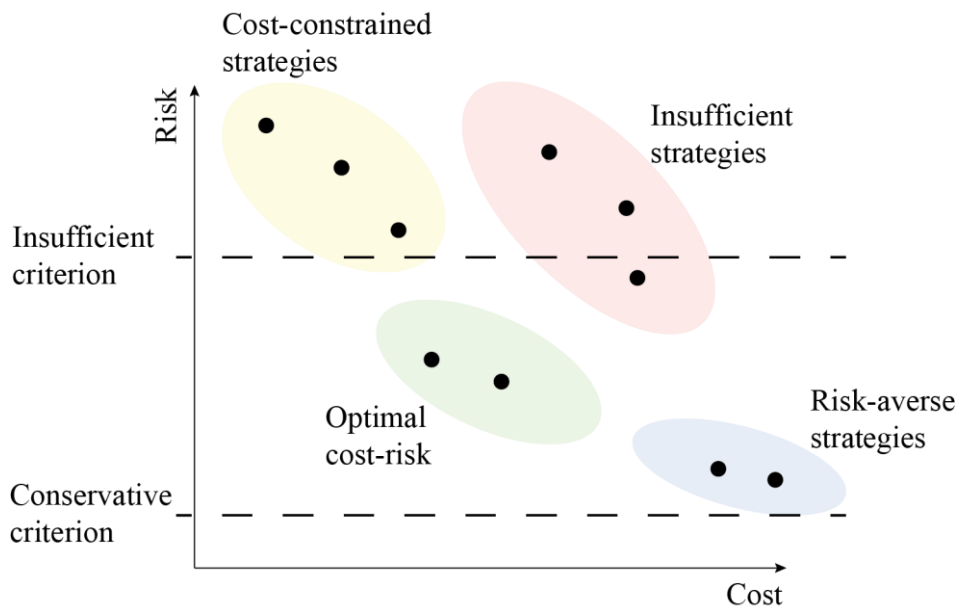 Cost-constrained
strategies
Risk
Insufficient
strategies
Insufficient
criterion
Optimal
cost-risk
Risk-averse
strategies
Conservative
criterion
Cost